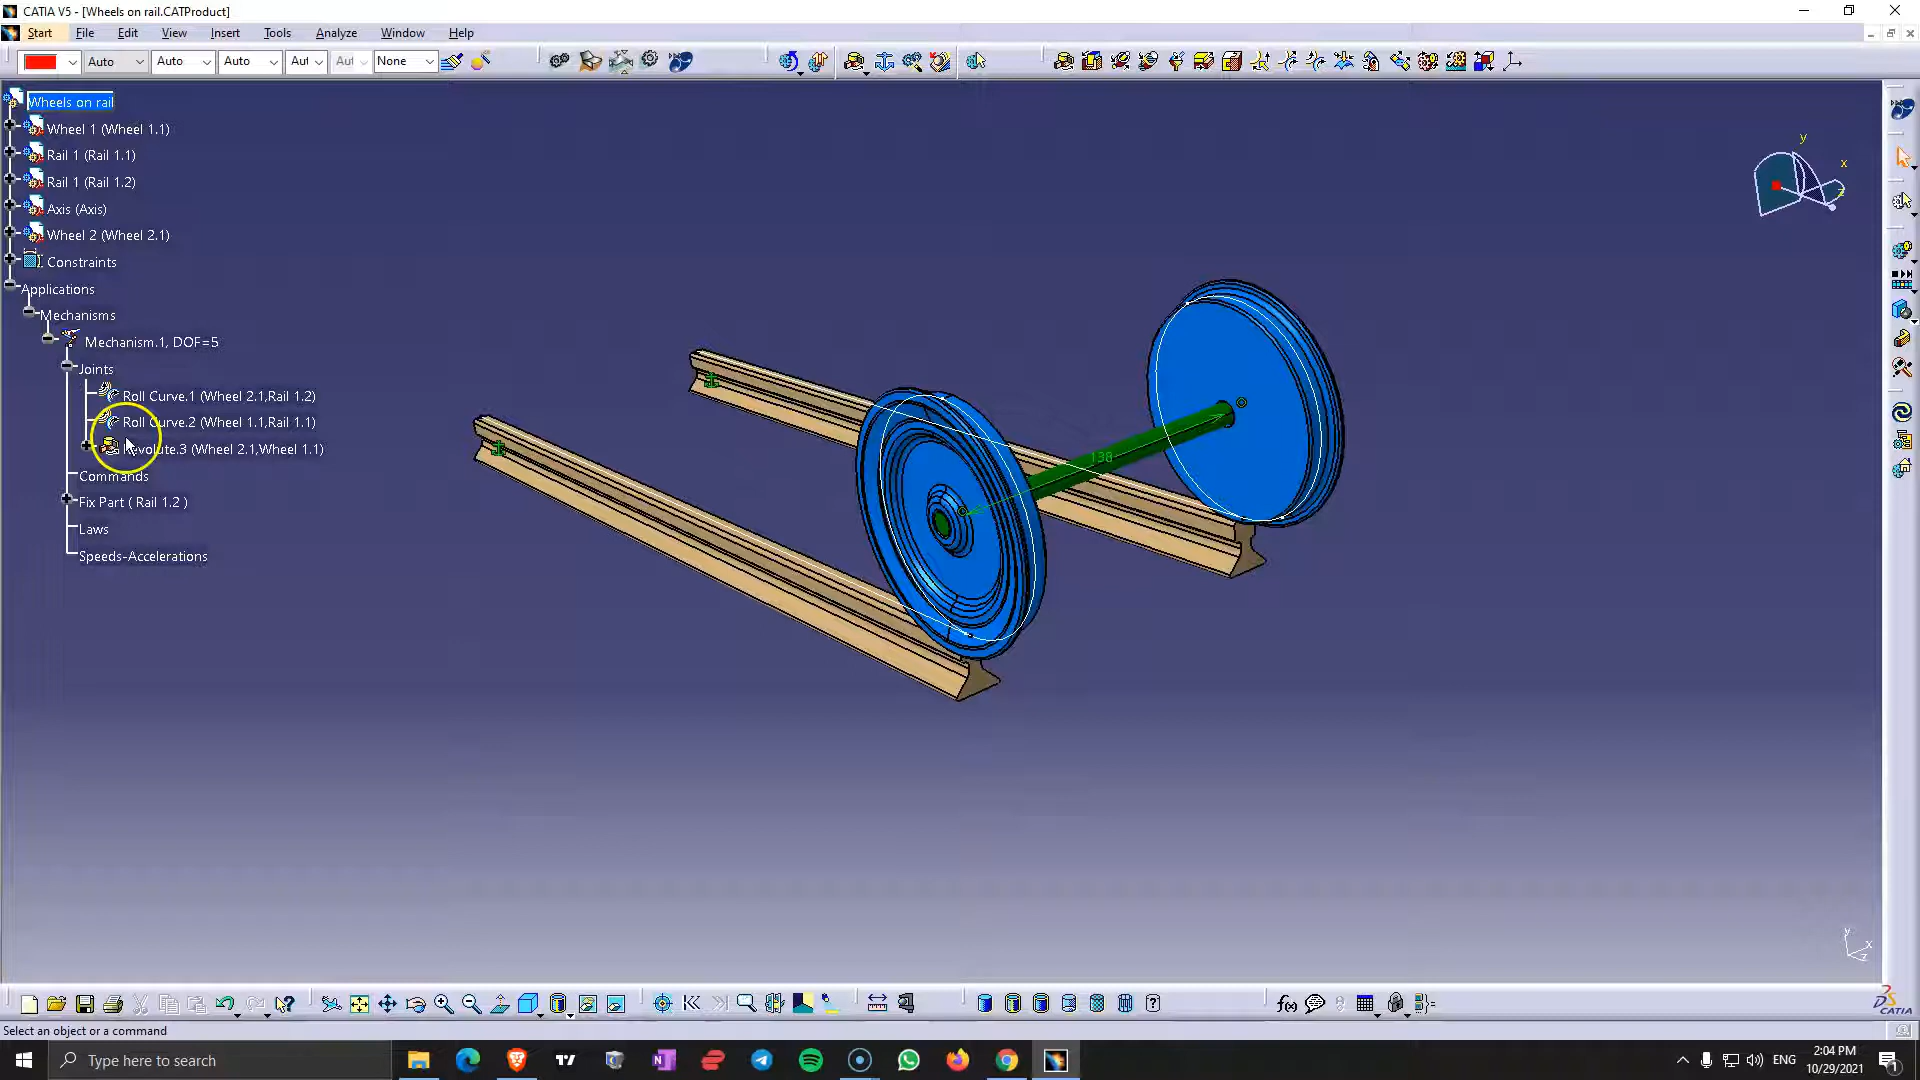 CATIA V5 - [Wheels on rail.CATProduct]
Start File Edit View Insert Tools Analyze Window Help
Auto Auto Auto Aut Aut None
Wheels on rail
Wheel 1 (Wheel 1.1)
Rail 1 (Rail 1.1)
Rail 1 (Rail 1.2)
Axis (Axis)
Wheel 2 (Wheel 2.1)
Constraints
Applications
Mechanisms
Mechanism.1, DOF=5
Joints
Roll Curve.1 (Wheel 2.1,Rail 1.2)
Roll Curve.2 (Wheel 1.1,Rail 1.1)
Revolute.3 (Wheel 2.1,Wheel 1.1)
Commands
Fix Part ( Rail 1.2 )
Laws
Speeds-Accelerations
138
y
x
z
y
x
z
f(x)
CATIA
Select an object or a command
Type here to search
ENG
2:04 PM
10/29/2021
1